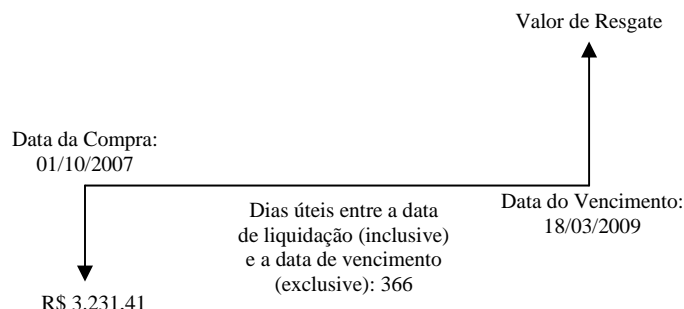 Valor de Resgate
Data da Compra:
01/10/2007
Dias úteis entre a data
de liquidação (inclusive)
e a data de vencimento
(exclusive): 366
Data do Vencimento:
18/03/2009
R$ 3.231,41